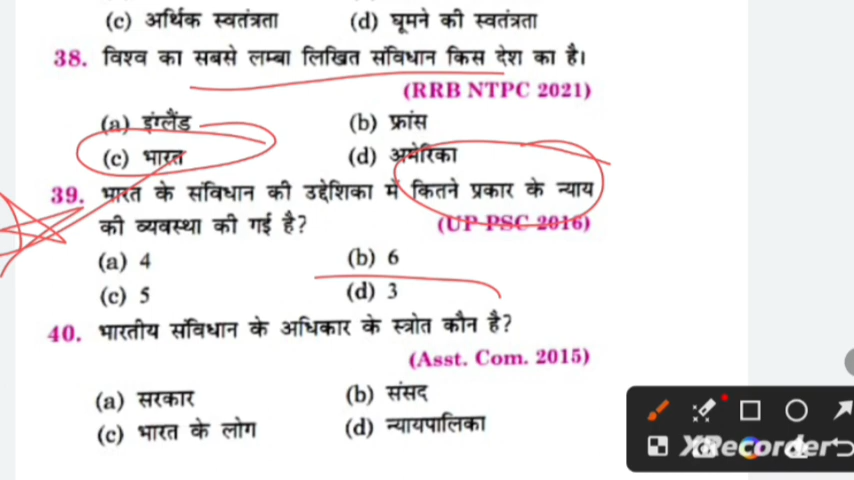 (c) अर्थिक स्वतंत्रता (d) घूमने की स्वतंत्रता
38. विश्व का सबसे लम्बा लिखित संविधान किस देश का है।
(RRB NTPC 2021)
(a) इंग्लैंड (b) फ्रांस
(c) भारत (d) अमेरिका
39. भारत के संविधान की उद्देशिका में कितने प्रकार के न्याय
की व्यवस्था की गई है?
(UP PSC 2016)
(a) 4 (b) 6
(c) 5 (d) 3
40. भारतीय संविधान के अधिकार के स्त्रोत कौन है?
(Asst. Com. 2015)
(a) सरकार (b) संसद
(c) भारत के लोग (d) न्यायपालिका
XRecorder